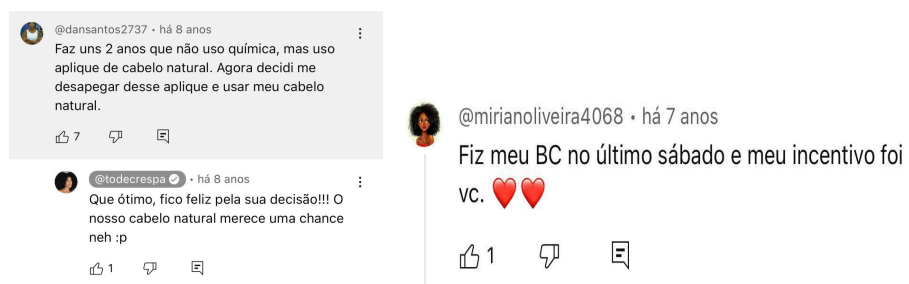 @dansantos2737 • há 8 anos
Faz uns 2 anos que não uso química, mas uso
aplique de cabelo natural. Agora decidi me
desapegar desse aplique e usar meu cabelo
natural.
7
@todecrespa • há 8 anos
Que ótimo, fico feliz pela sua decisão!!! O
nosso cabelo natural merece uma chance
neh :p
1
@mirianoliveira4068 • há 7 anos
Fiz meu BC no último sábado e meu incentivo foi
vc. ❤️❤️
1